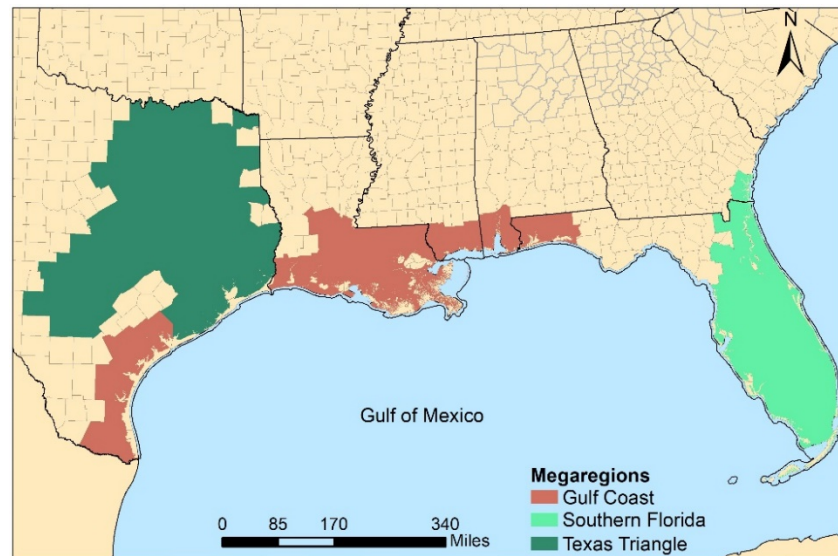 N
Gulf of Mexico
Megaregions
Gulf Coast
Southern Florida
Texas Triangle
0 85 170 340
Miles